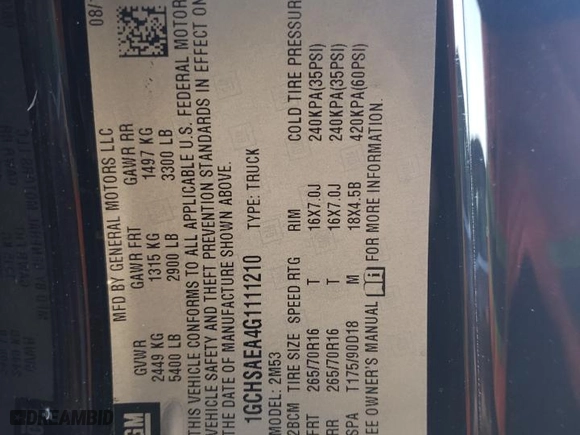 MFD BY GENERAL MOTORS LLC
08/
GVWR GAWR FRT GAWR RR
2449 KG 1315 KG 1497 KG
5400 LB 2900 LB 3300 LB
THIS VEHICLE CONFORMS TO ALL APPLICABLE U.S. FEDERAL MOTOR
VEHICLE SAFETY AND THEFT PREVENTION STANDARDS IN EFFECT ON
THE DATE OF MANUFACTURE SHOWN ABOVE.
1GCHSAEA4G1111210 TYPE: TRUCK
GM
MODEL: 2M53
2BCM TIRE SIZE SPEED RTG RIM COLD TIRE PRESSUR
FRT 265/70R16 T 16X7.0J 240KPA(35PSI)
RR 265/70R16 T 16X7.0J 240KPA(35PSI)
SPA T175/90D18 M 18X4.5B 420KPA(60PSI)
EE OWNER'S MANUAL FOR MORE INFORMATION.
© DREAMBID